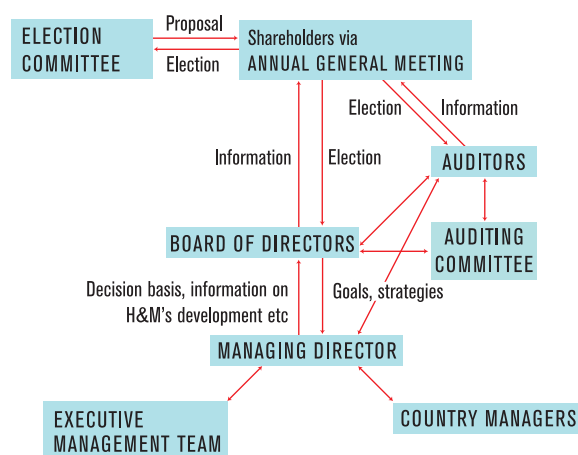 Proposal
ELECTION
COMMITTEE
Shareholders via
ANNUAL GENERAL MEETING
Election
Election
Information
Information
Election
AUDITORS
BOARD OF DIRECTORS
AUDITING
COMMITTEE
Decision basis, information on
H&M's development etc
Goals, strategies
MANAGING DIRECTOR
EXECUTIVE
MANAGEMENT TEAM
COUNTRY MANAGERS